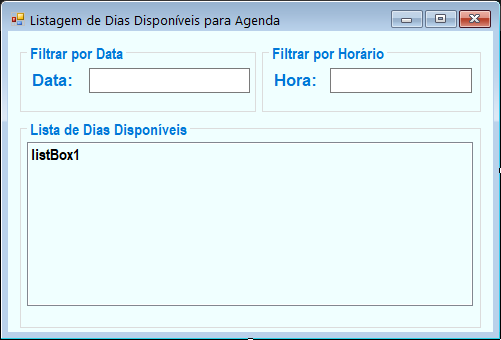 Listagem de Dias Disponíveis para Agenda
Filtrar por Data
Data:
Filtrar por Horário
Hora:
Lista de Dias Disponíveis
listBox1